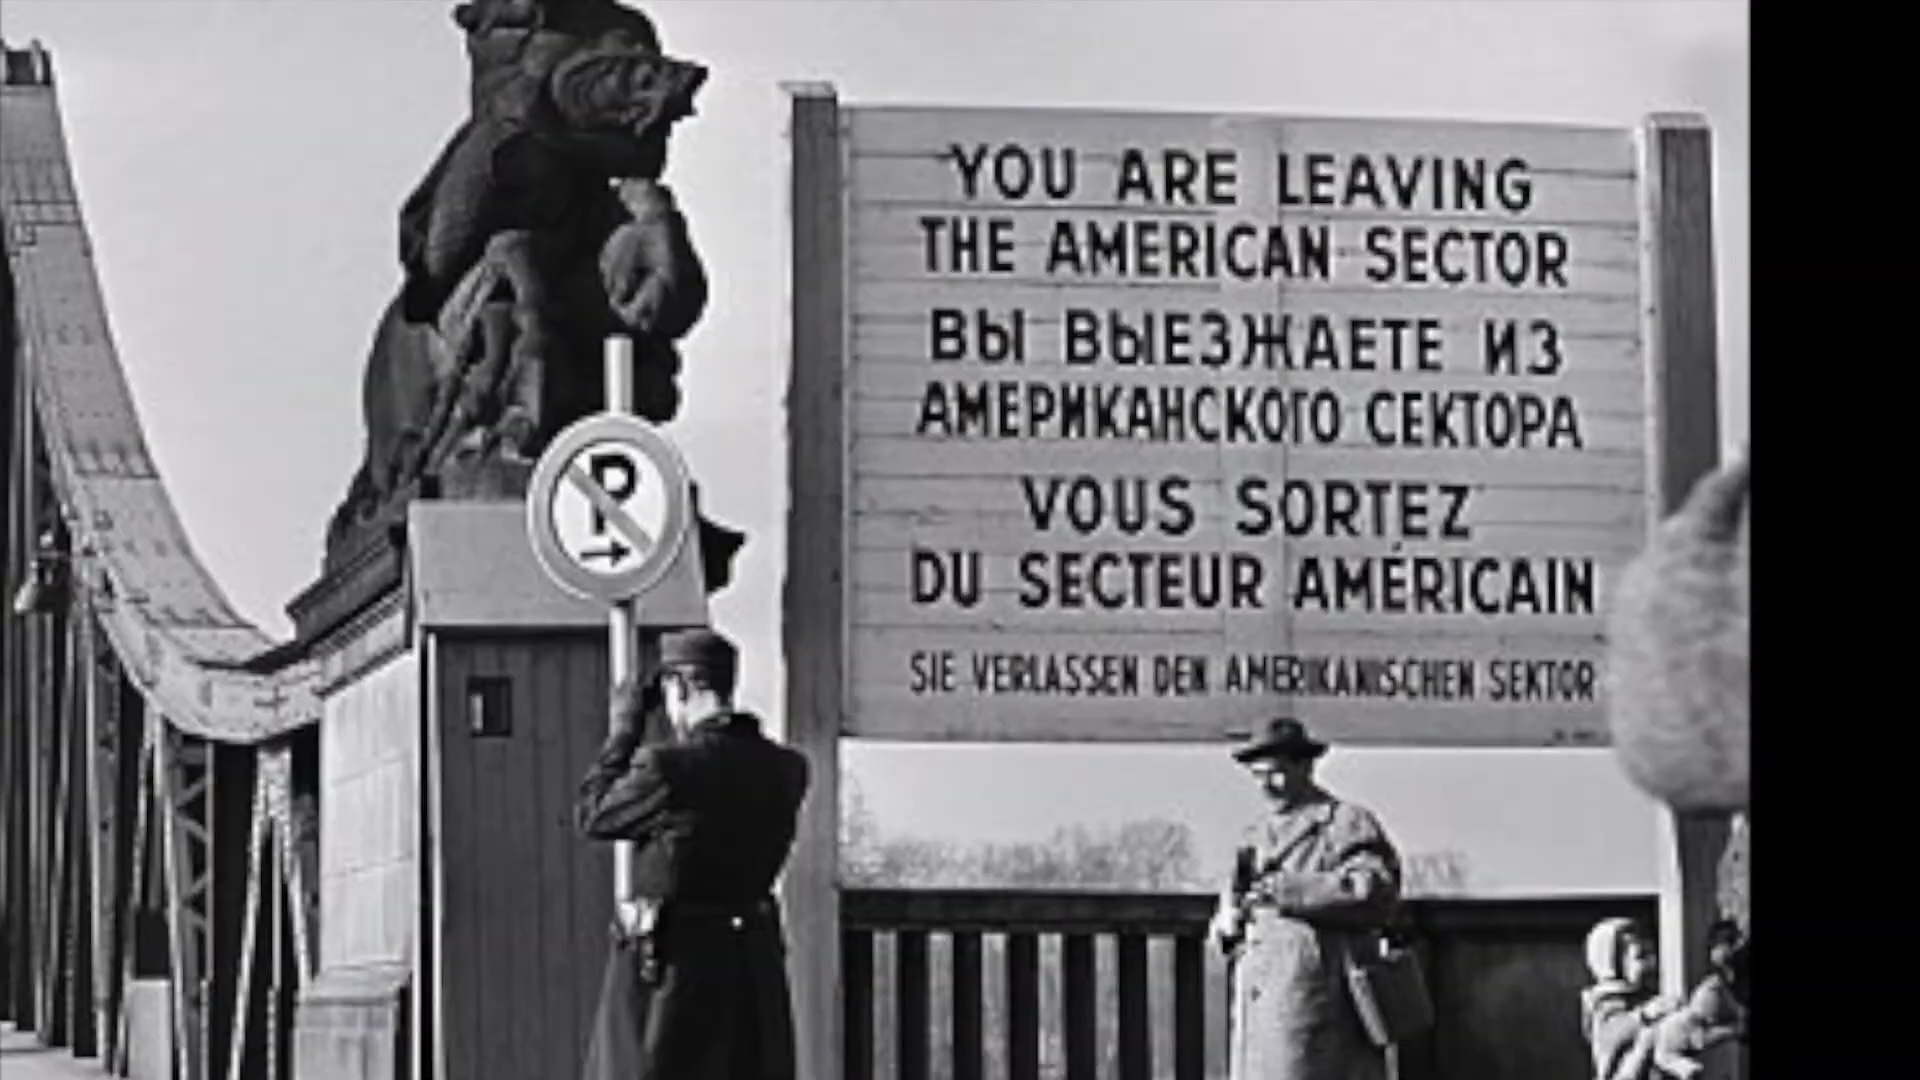 YOU ARE LEAVING
THE AMERICAN SECTOR
ВЫ ВЫЕЗЖАЕТЕ ИЗ
АМЕРИКАНСКОГО СЕКТОРА
VOUS SORTEZ
DU SECTEUR AMÉRICAIN
SIE VERLASSEN DEN AMERIKANISCHEN SEKTOR
P